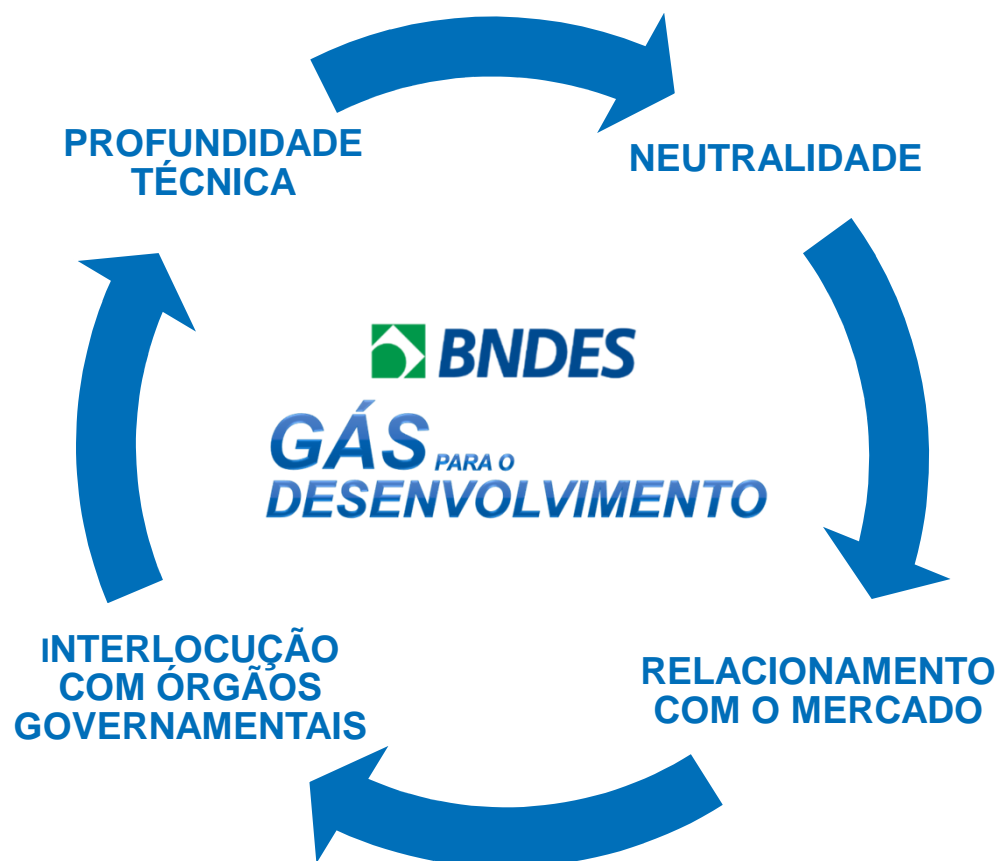 PROFUNDIDADE
TÉCNICA
NEUTRALIDADE
BNDES
GÁS PARA O
DESENVOLVIMENTO
INTERLOCUÇÃO
COM ÓRGÃOS
GOVERNAMENTAIS
RELACIONAMENTO
COM O MERCADO